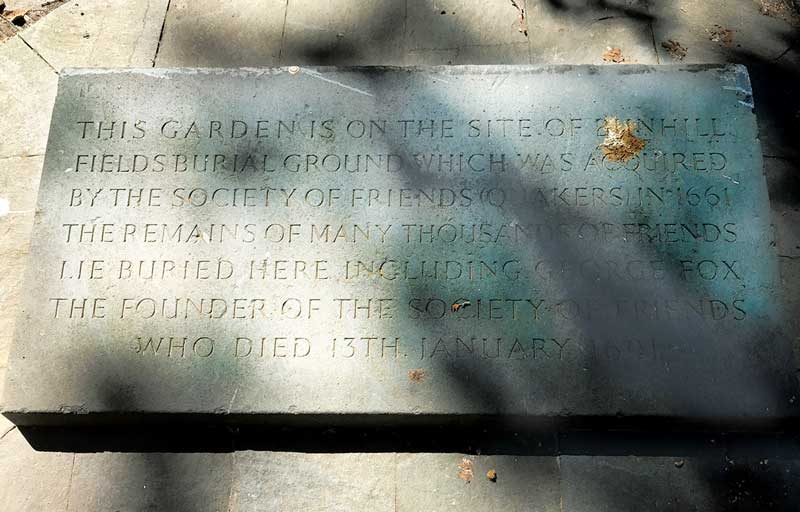 THIS GARDEN IS ON THE SITE OF BUNHILL
FIELDS BURIAL GROUND WHICH WAS ACQUIRED
BY THE SOCIETY OF FRIENDS (QUAKERS) IN 1661
THE REMAINS OF MANY THOUSANDS OF FRIENDS
LIE BURIED HERE INCLUDING GEORGE FOX
THE FOUNDER OF THE SOCIETY OF FRIENDS
WHO DIED 13TH. JANUARY 1691